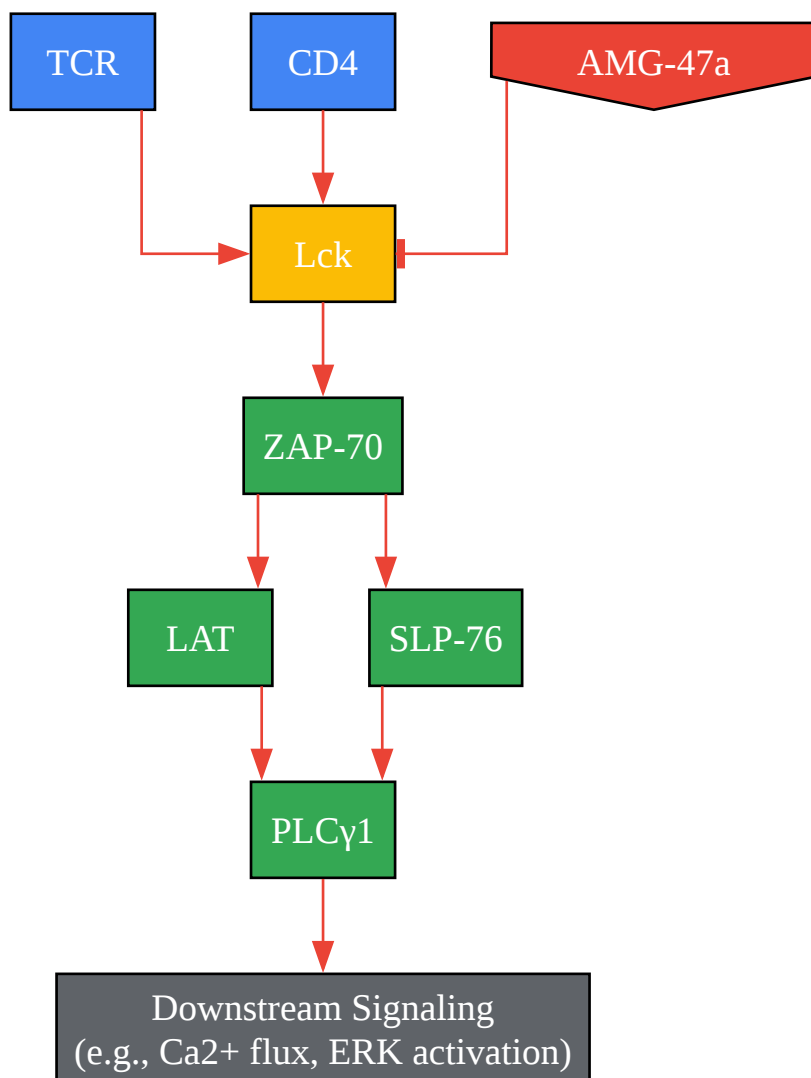 TCR
CD4
AMG-47a
Lck
ZAP-70
LAT
SLP-76
PLCγ1
Downstream Signaling
(e.g., Ca2+ flux, ERK activation)